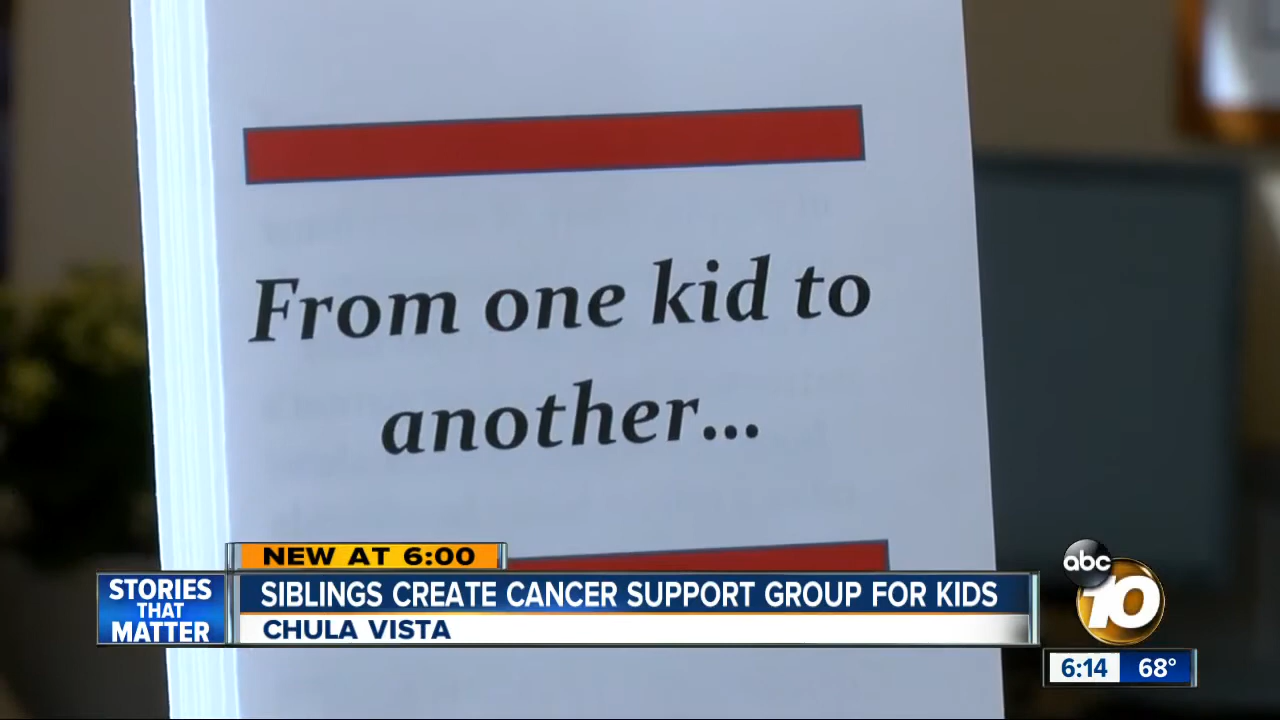 From one kid to
another...
NEW AT 6:00
STORIES
THAT
MATTER
SIBLINGS CREATE CANCER SUPPORT GROUP FOR KIDS
CHULA VISTA
abc
10
6:14 68°